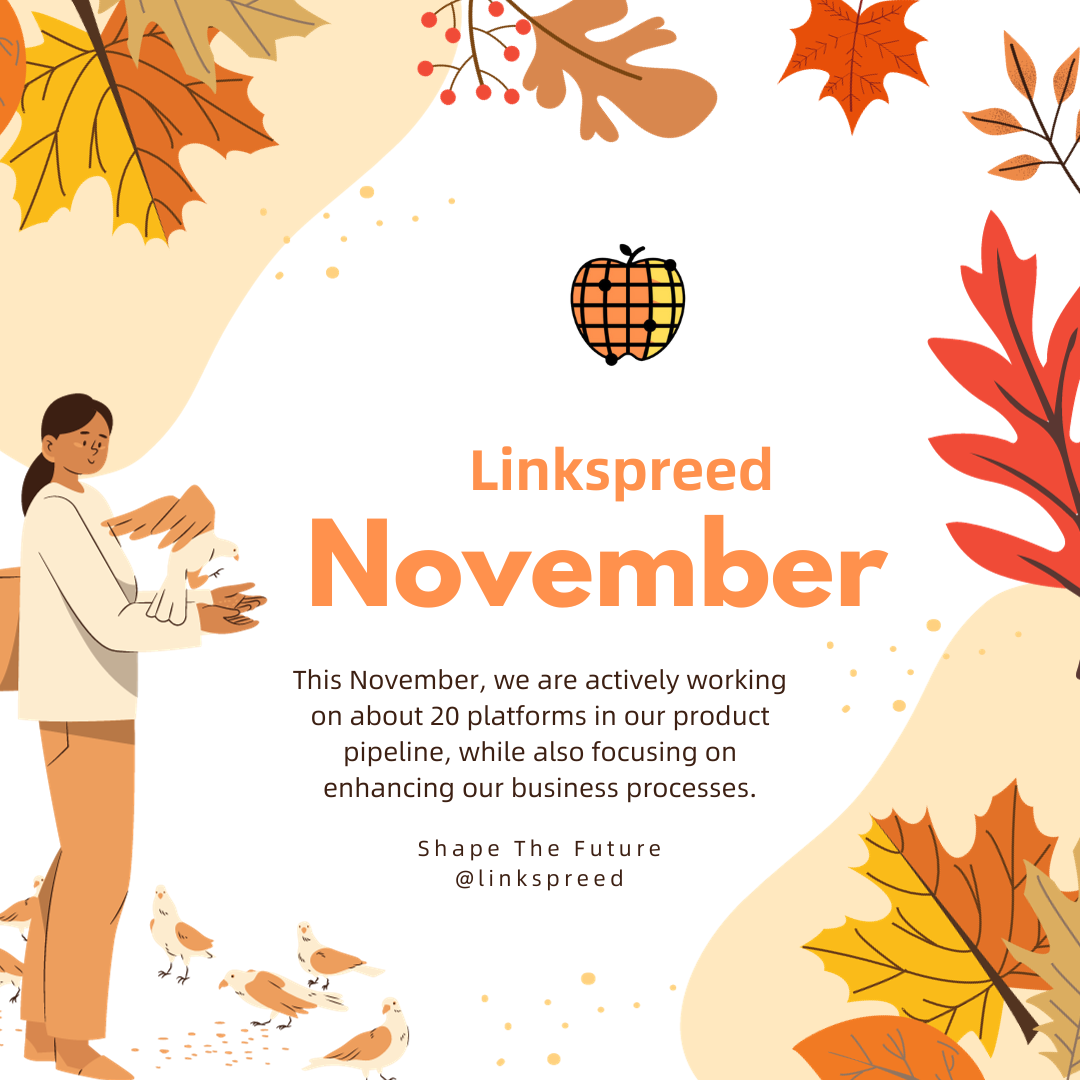 Linkspreed
November
This November, we are actively working
on about 20 platforms in our product
pipeline, while also focusing on
enhancing our business processes.
Shape The Future
@linkspreed